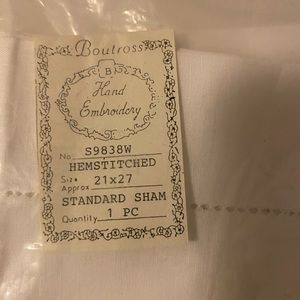 Boutross
B
Hand
Embroidery
No. S9838W
HEMSTITCHED
Size
Approx 21x27
STANDARD SHAM
Quantity 1 PC